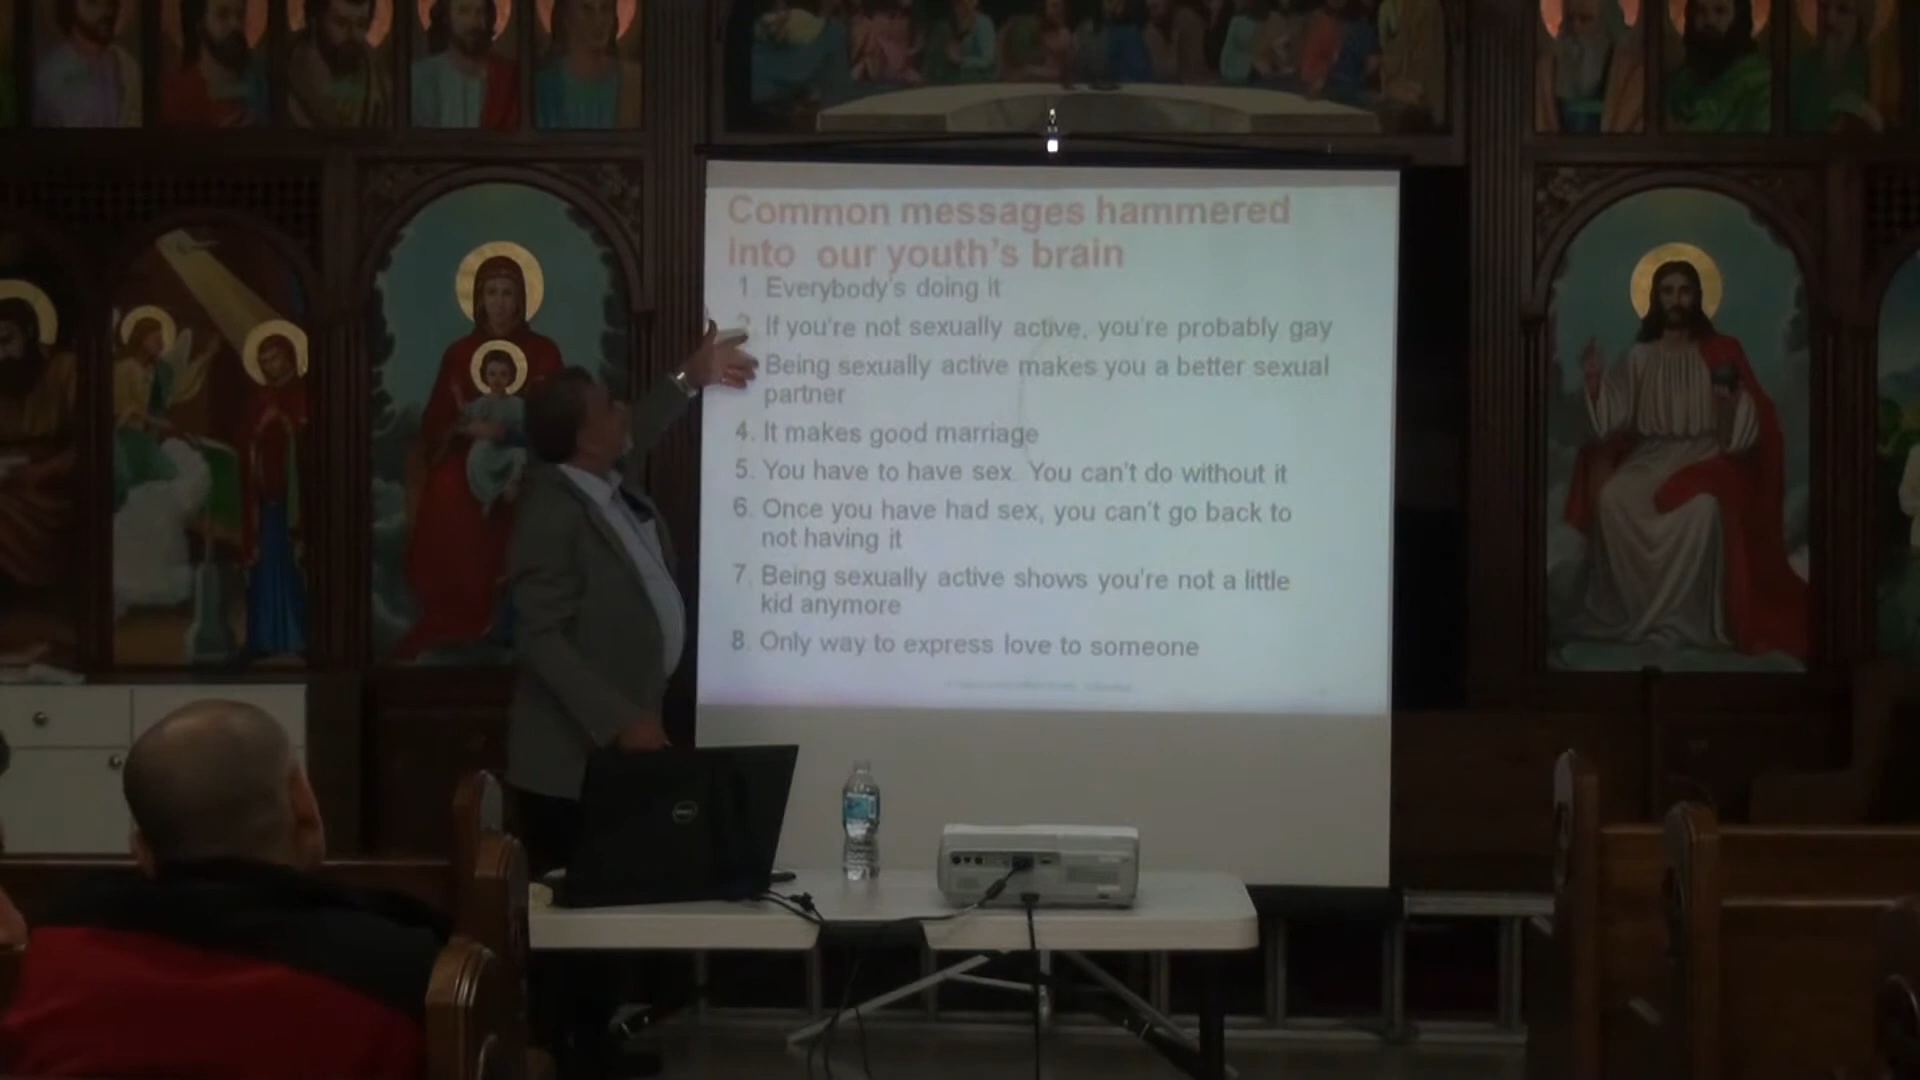 Common messages hammered
Into our youth's brain
1. Everybody's doing it
2. If you're not sexually active, you're probably gay
Being sexually active makes you a better sexual
partner
4. It makes good marriage
5. You have to have sex. You can't do without it
6. Once you have had sex, you can't go back to
not having it
7. Being sexually active shows you're not a little
kid anymore
8. Only way to express love to someone
DELL